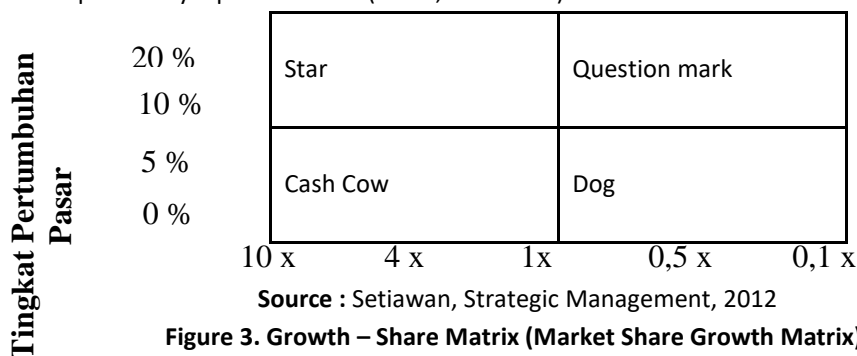 Tingkat Pertumbuhan
Pasar
20 %
10 %
5 %
0 %
Star
Question mark
Cash Cow
Dog
10 x 4 x 1x 0,5 x 0,1 x
Source : Setiawan, Strategic Management, 2012
Figure 3. Growth – Share Matrix (Market Share Growth Matrix)